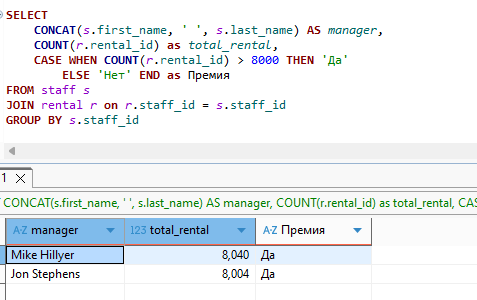 SELECT
CONCAT(s.first_name, ' ', s.last_name) AS manager,
COUNT(r.rental_id) as total_rental,
CASE WHEN COUNT(r.rental_id) > 8000 THEN 'Да'
ELSE 'Нет' END as Премия
FROM staff s
JOIN rental r on r.staff_id = s.staff_id
GROUP BY s.staff_id
1
CONCAT(s.first_name, ' ', s.last_name) AS manager, COUNT(r.rental_id) as total_rental, CAS
A-Z manager 123 total_rental A-Z Премия
Mike Hillyer 8,040 Да
Jon Stephens 8,004 Да